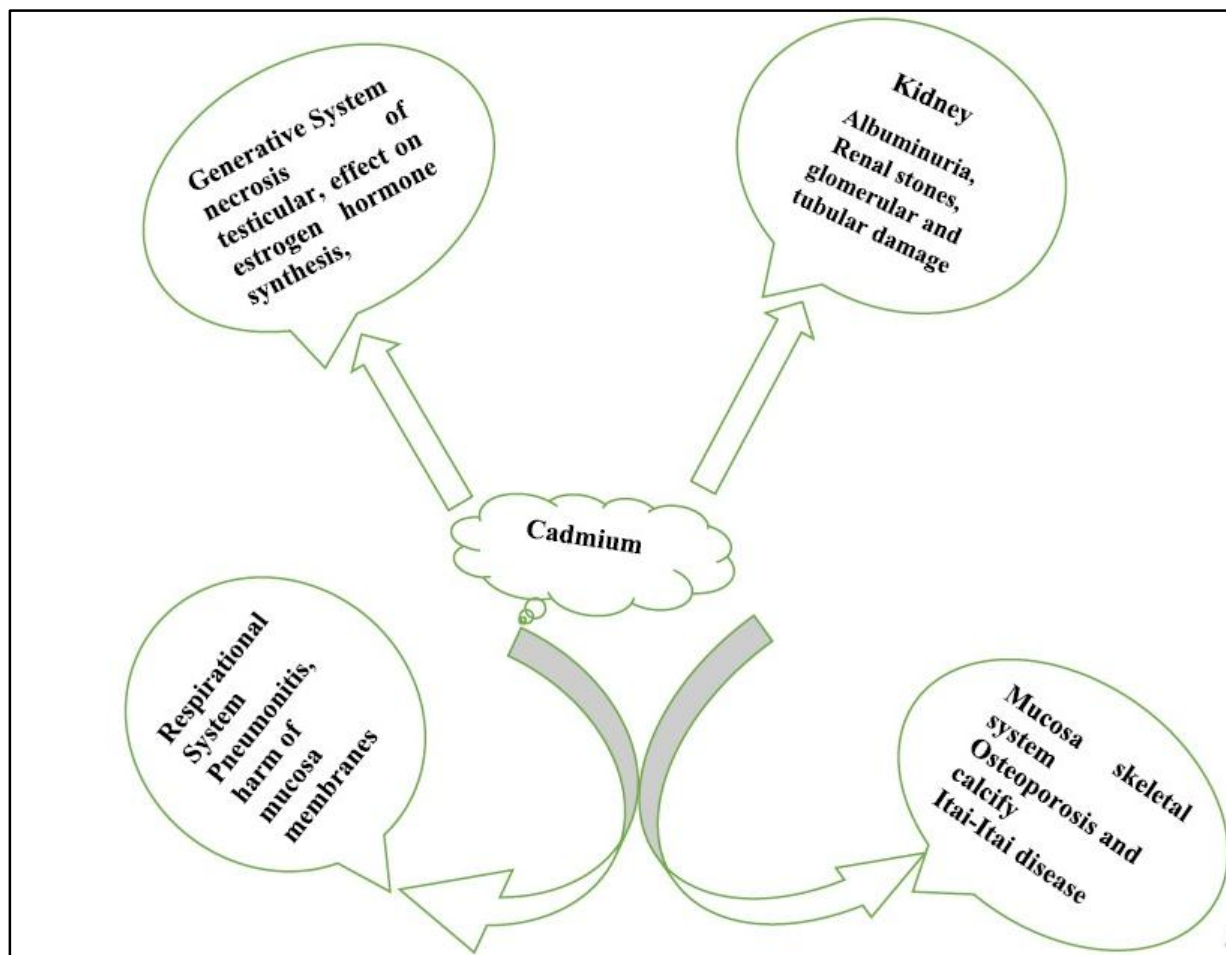 Generative System
necrosis of
testicular, effect on
estrogen hormone
synthesis,
Kidney
Albuminuria,
Renal stones,
glomerular and
tubular damage
Cadmium
Respirational
System
Pneumonitis,
harm of
mucosa
membranes
Mucosa skeletal
system
Osteoporosis and
calcify
Itai-Itai disease